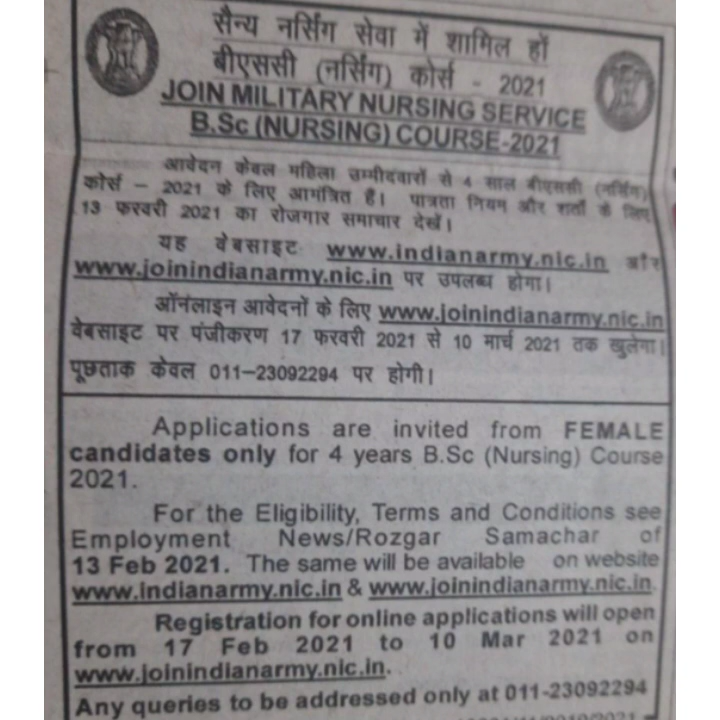 सैन्य नर्सिंग सेवा में शामिल हों
बीएससी (नर्सिंग) कोर्स - 2021
JOIN MILITARY NURSING SERVICE
B.Sc (NURSING) COURSE-2021
आवेदन केवल महिला उम्मीदवारों से 4 साल बीएससी (नर्सिंग)
कोर्स – 2021 के लिए आमंत्रित है। पात्रता नियम और शर्तों के लिए
13 फरवरी 2021 का रोजगार समाचार देखें।
यह वेबसाइट www.indianarmy.nic.in और
www.joinindianarmy.nic.in पर उपलब्ध होगा।
ऑनलाइन आवेदनों के लिए www.joinindianarmy.nic.in
वेबसाइट पर पंजीकरण 17 फरवरी 2021 से 10 मार्च 2021 तक खुलेगा।
पूछताक केवल 011–23092294 पर होगी।
Applications are invited from FEMALE
candidates only for 4 years B.Sc (Nursing) Course
2021.
For the Eligibility, Terms and Conditions see
Employment News/Rozgar Samachar of
13 Feb 2021. The same will be available on website
www.indianarmy.nic.in & www.joinindianarmy.nic.in.
Registration for online applications will open
from 17 Feb 2021 to 10 Mar 2021 on
www.joinindianarmy.nic.in.
Any queries to be addressed only at 011-23092294